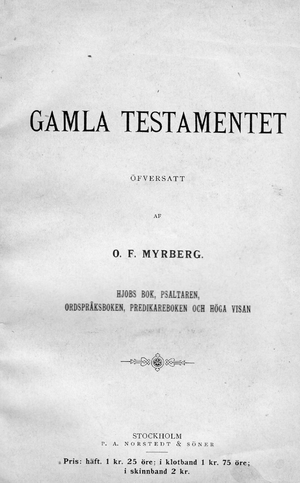 GAMLA TESTAMENTET
ÖFVERSATT
AF
O. F. MYRBERG.
HJOBS BOK, PSALTAREN,
ORDSPRÅKSBOKEN, PREDIKAREBOKEN OCH HÖGA VISAN
STOCKHOLM
P. A. NORSTEDT & SÖNER
Pris: häft. 1 kr. 25 öre; i klotband 1 kr. 75 öre;
i skinnband 2 kr.